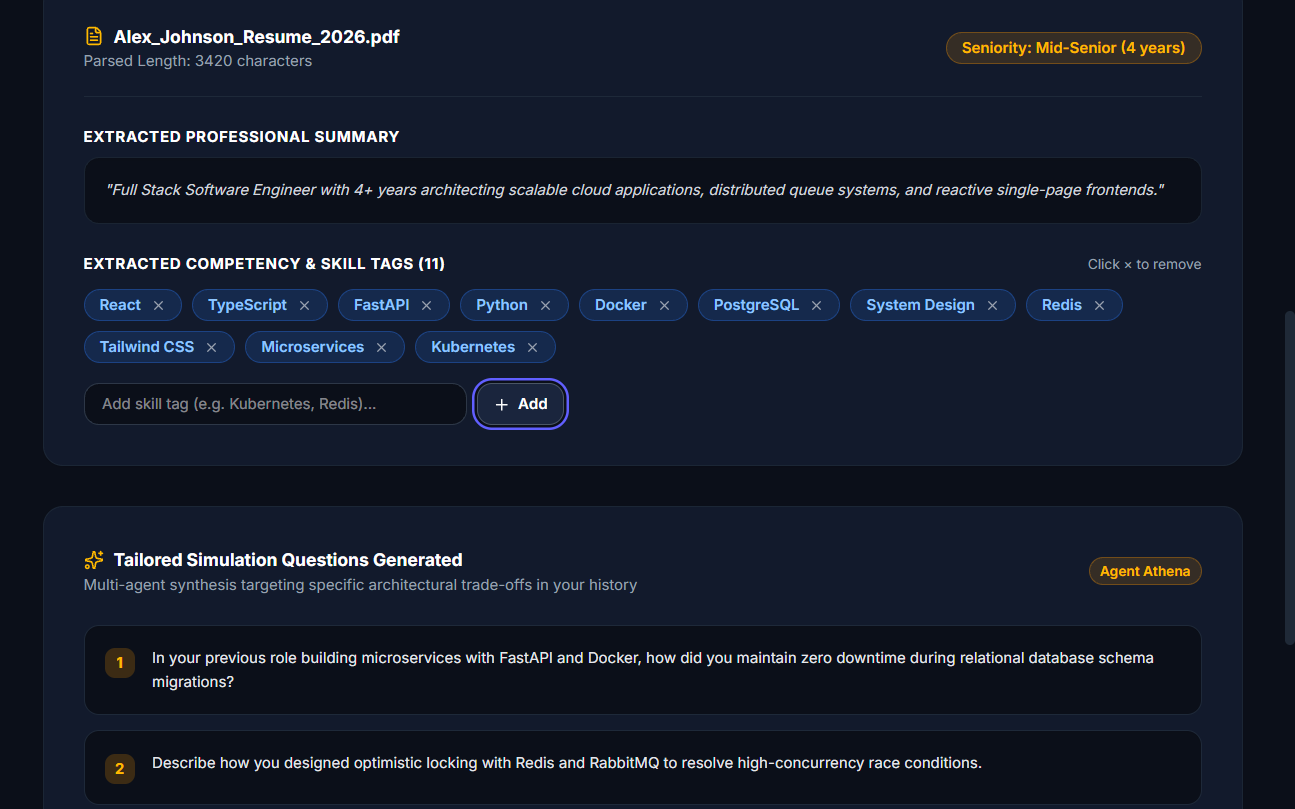 Alex_Johnson_Resume_2026.pdf
Parsed Length: 3420 characters
Seniority: Mid-Senior (4 years)
EXTRACTED PROFESSIONAL SUMMARY
"Full Stack Software Engineer with 4+ years architecting scalable cloud applications, distributed queue systems, and reactive single-page frontends."
EXTRACTED COMPETENCY & SKILL TAGS (11)
Click × to remove
React × TypeScript × FastAPI × Python × Docker × PostgreSQL × System Design × Redis ×
Tailwind CSS × Microservices × Kubernetes ×
Add skill tag (e.g. Kubernetes, Redis)...
+ Add
Tailored Simulation Questions Generated
Multi-agent synthesis targeting specific architectural trade-offs in your history
Agent Athena
1 In your previous role building microservices with FastAPI and Docker, how did you maintain zero downtime during relational database schema
migrations?
2 Describe how you designed optimistic locking with Redis and RabbitMQ to resolve high-concurrency race conditions.